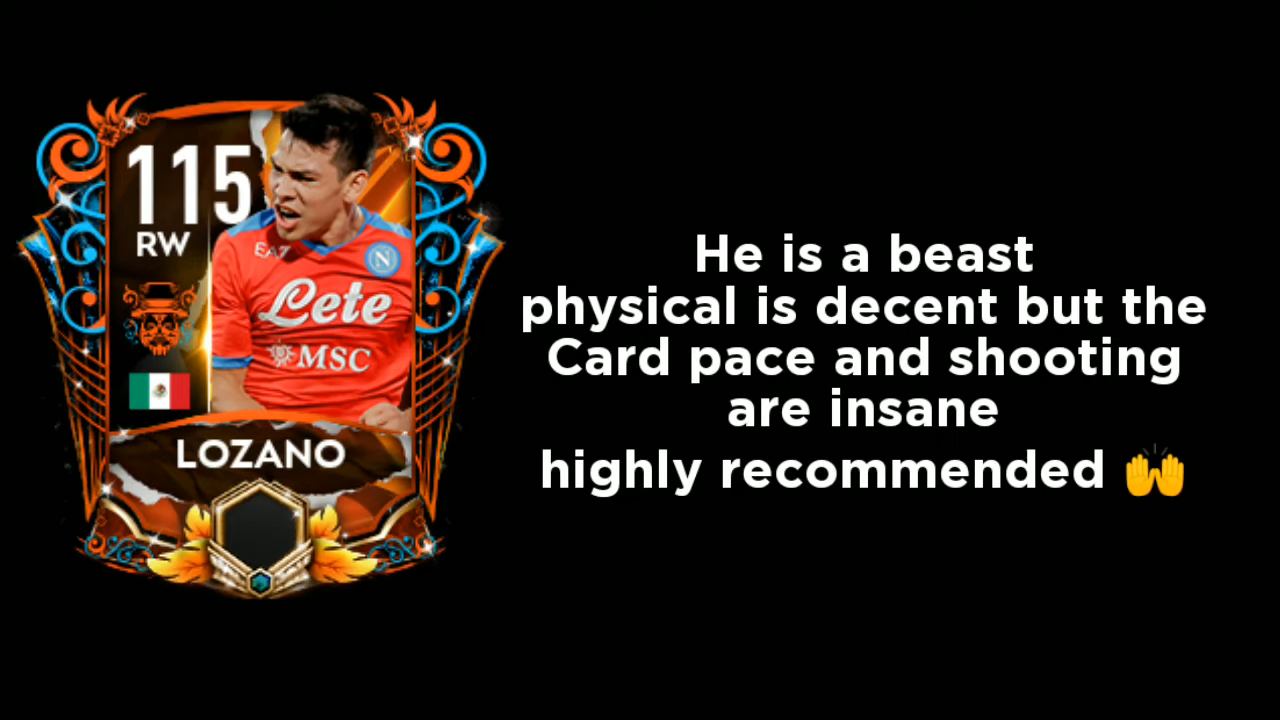 115
RW
EA7
N
Lete
MSC
LOZANO
He is a beast
physical is decent but the
Card pace and shooting
are insane
highly recommended 🙌